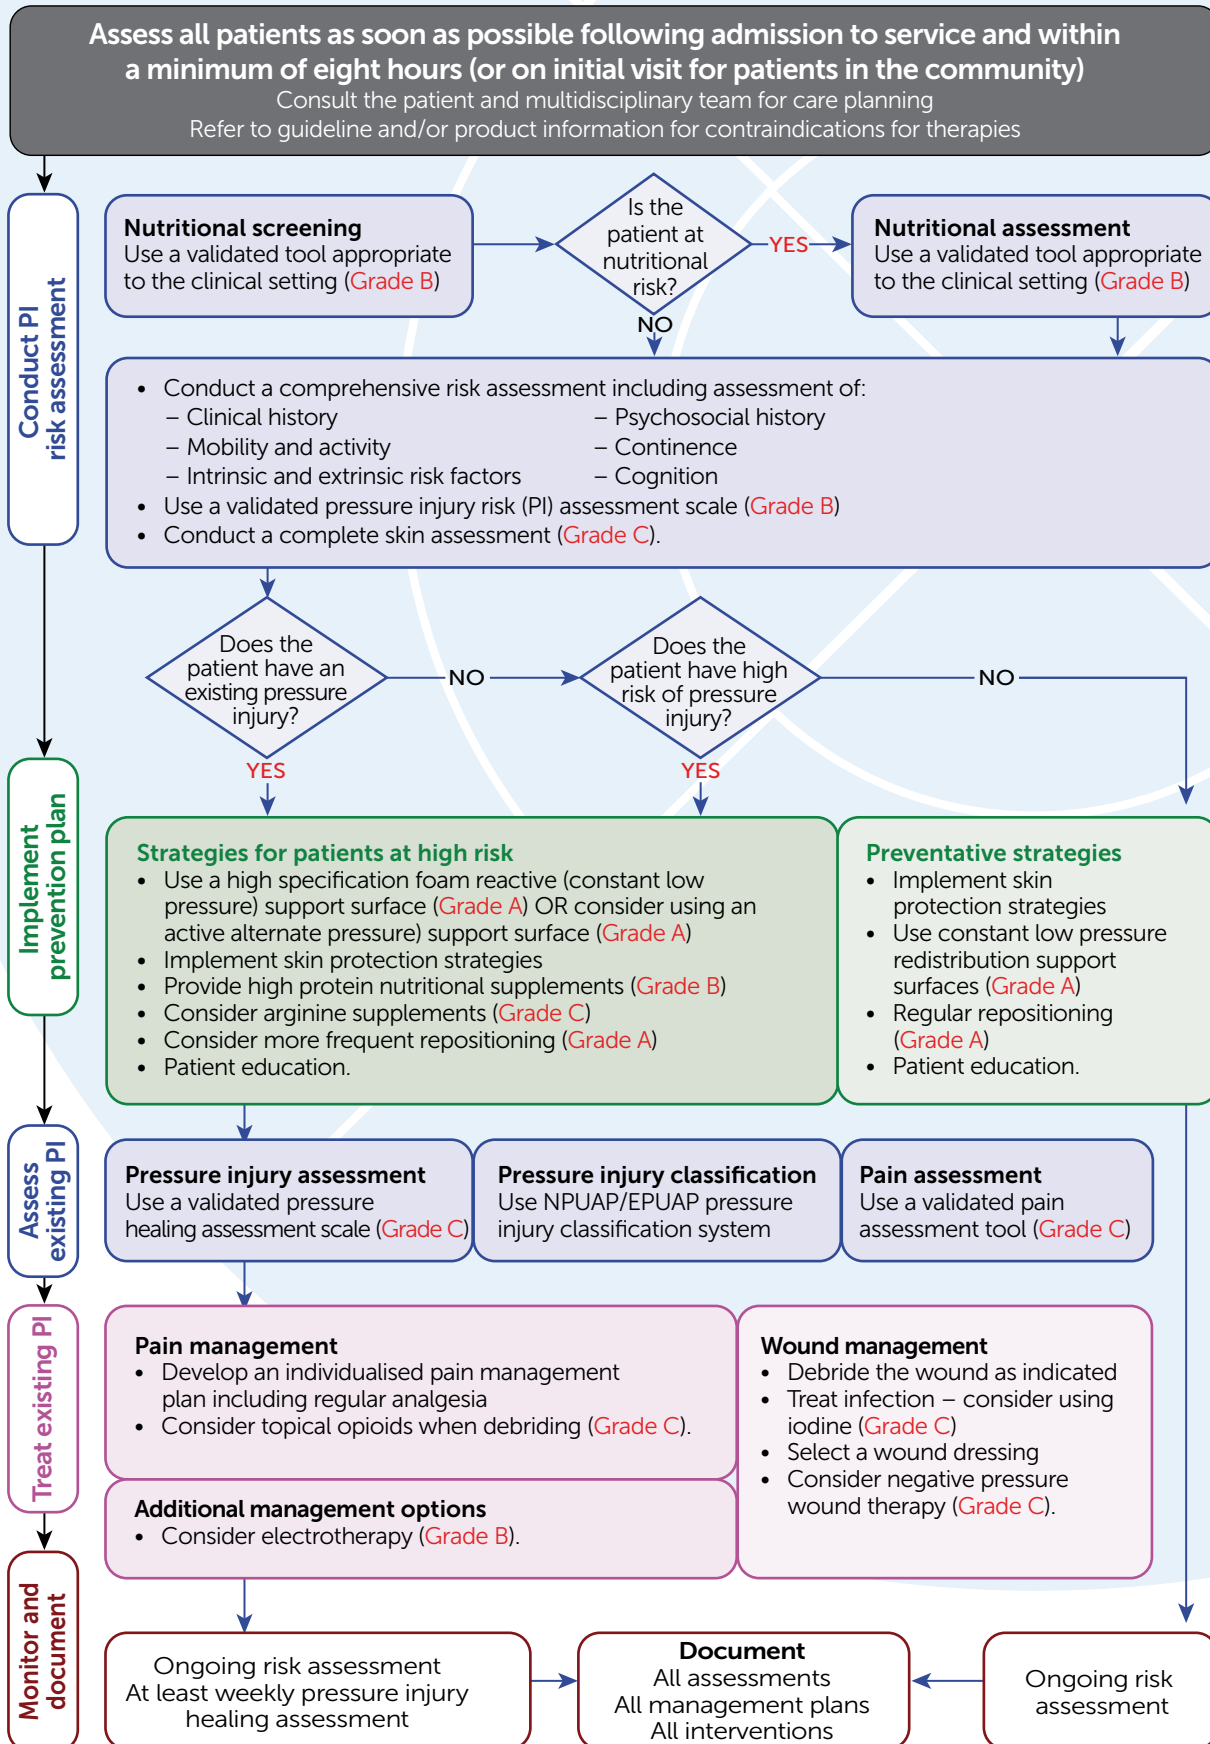 Assess all patients as soon as possible following admission to service and within
a minimum of eight hours (or on initial visit for patients in the community)
Consult the patient and multidisciplinary team for care planning
Refer to guideline and/or product information for contraindications for therapies
Conduct PI
risk assessment
Nutritional screening
Use a validated tool appropriate
to the clinical setting (Grade B)
Is the
patient at
nutritional
risk?
YES
NO
Nutritional assessment
Use a validated tool appropriate
to the clinical setting (Grade B)
• Conduct a comprehensive risk assessment including assessment of:
– Clinical history
– Psychosocial history
– Mobility and activity
– Continence
– Intrinsic and extrinsic risk factors
– Cognition
• Use a validated pressure injury risk (PI) assessment scale (Grade B)
• Conduct a complete skin assessment (Grade C).
Does the
patient have an
existing pressure
injury?
NO
YES
Does the
patient have high
risk of pressure
injury?
NO
YES
Implement
prevention plan
Strategies for patients at high risk
• Use a high specification foam reactive (constant low
pressure) support surface (Grade A) OR consider using an
active alternate pressure) support surface (Grade A)
• Implement skin protection strategies
• Provide high protein nutritional supplements (Grade B)
• Consider arginine supplements (Grade C)
• Consider more frequent repositioning (Grade A)
• Patient education.
Preventative strategies
• Implement skin
protection strategies
• Use constant low pressure
redistribution support
surfaces (Grade A)
• Regular repositioning
(Grade A)
• Patient education.
Assess
existing PI
Pressure injury assessment
Use a validated pressure
healing assessment scale (Grade C)
Pressure injury classification
Use NPUAP/EPUAP pressure
injury classification system
Pain assessment
Use a validated pain
assessment tool (Grade C)
Treat existing PI
Pain management
• Develop an individualised pain management
plan including regular analgesia
• Consider topical opioids when debriding (Grade C).
Additional management options
• Consider electrotherapy (Grade B).
Wound management
• Debride the wound as indicated
• Treat infection – consider using
iodine (Grade C)
• Select a wound dressing
• Consider negative pressure
wound therapy (Grade C).
Monitor and
document
Ongoing risk assessment
At least weekly pressure injury
healing assessment
Document
All assessments
All management plans
All interventions
Ongoing risk
assessment